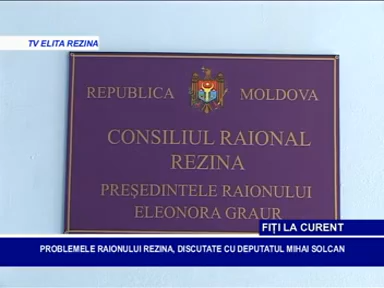 TV ELITA REZINA
REPUBLICA MOLDOVA
CONSILIUL RAIONAL
REZINA
PREȘEDINTELE RAIONULUI
ELEONORA GRAUR
FIȚI LA CURENT
PROBLEMELE RAIONULUI REZINA, DISCUTATE CU DEPUTATUL MIHAI SOLCAN